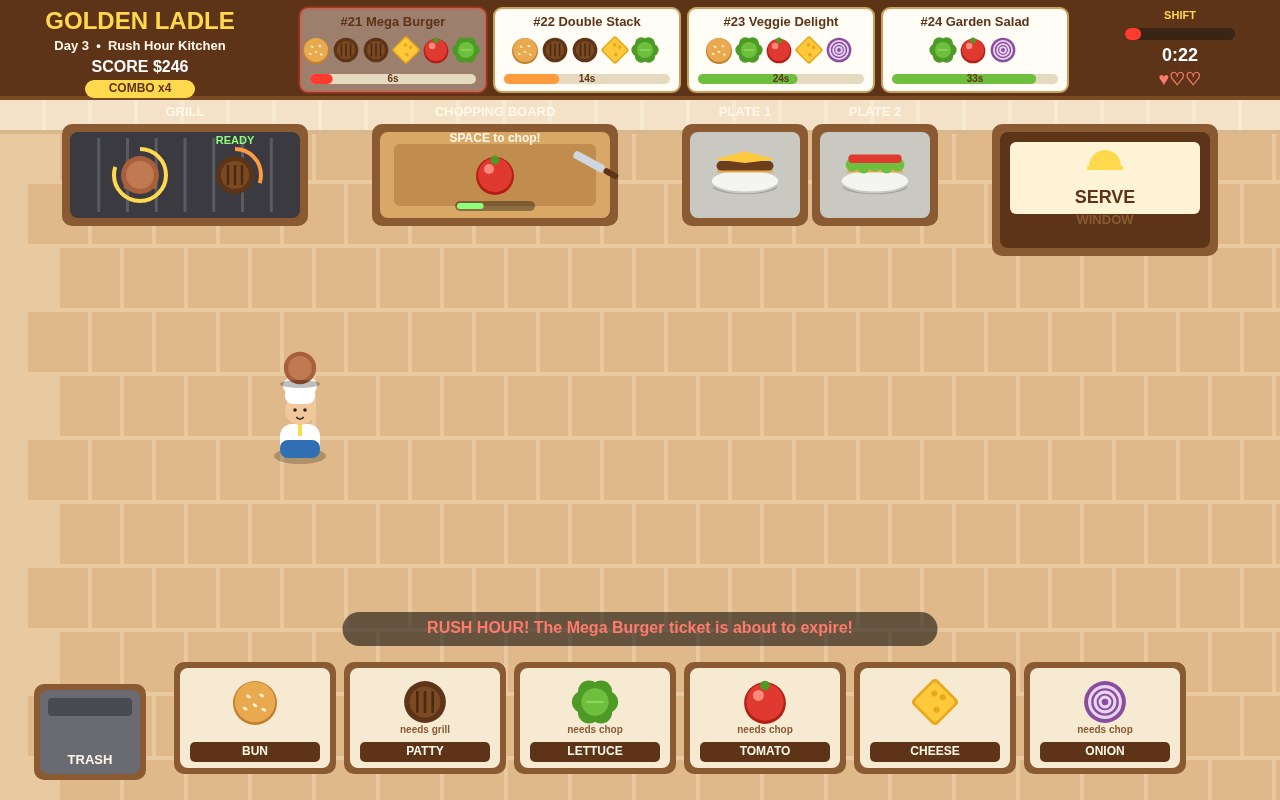 GOLDEN LADLE
Day 3 • Rush Hour Kitchen
SCORE $246
COMBO x4
#21 Mega Burger
6s
#22 Double Stack
14s
#23 Veggie Delight
24s
#24 Garden Salad
33s
SHIFT
0:22
GRILL
CHOPPING BOARD
PLATE 1
PLATE 2
READY
SPACE to chop!
SERVE
WINDOW
RUSH HOUR! The Mega Burger ticket is about to expire!
TRASH
BUN
needs grill
PATTY
needs chop
LETTUCE
needs chop
TOMATO
CHEESE
needs chop
ONION